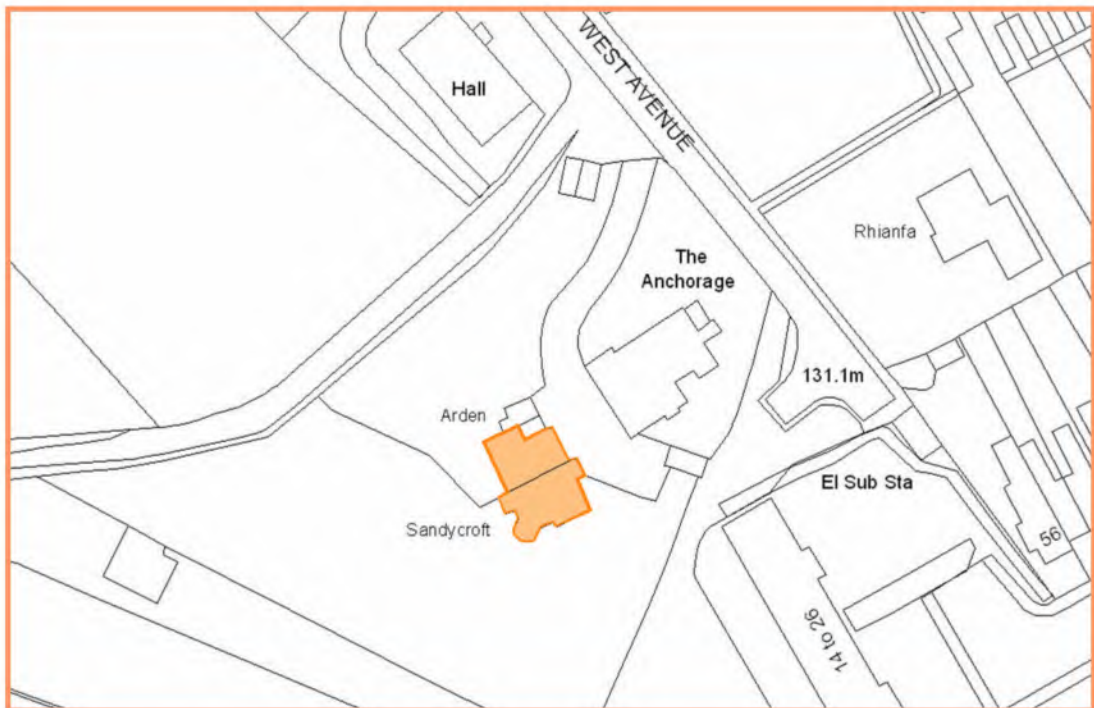 WEST AVENUE
Hall
Rhianfa
The
Anchorage
131.1m
Arden
El Sub Sta
Sandycroft
56
14 to 26